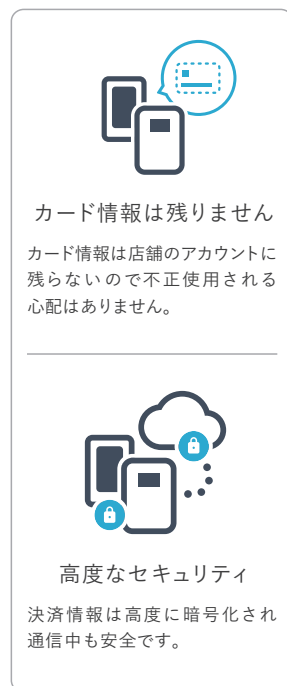 カード情報は残りません
カード情報は店舗のアカウントに
残らないので不正使用される
心配はありません。
高度なセキュリティ
決済情報は高度に暗号化され
通信中も安全です。